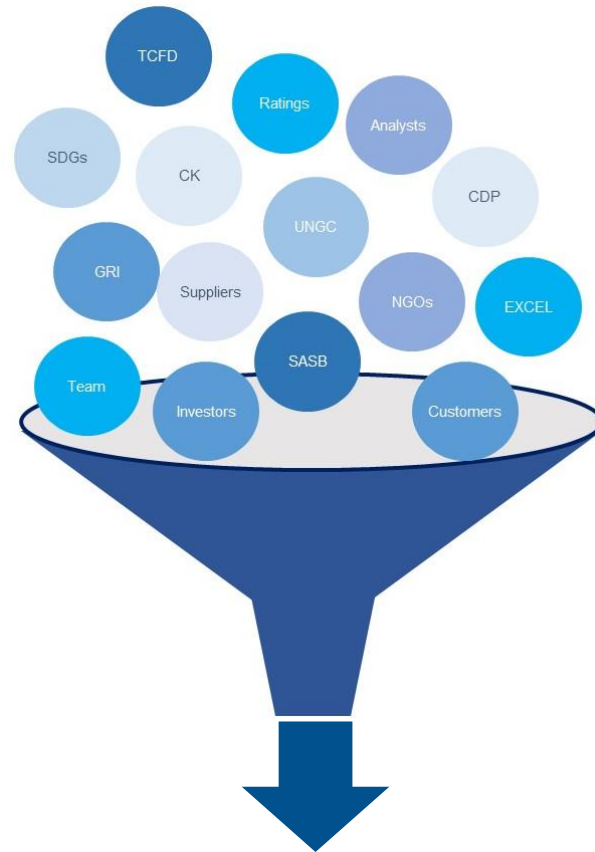 TCFD
Ratings
Analysts
SDGs
CK
CDP
UNGC
GRI
Suppliers
NGOs
EXCEL
SASB
Team
Investors
Customers